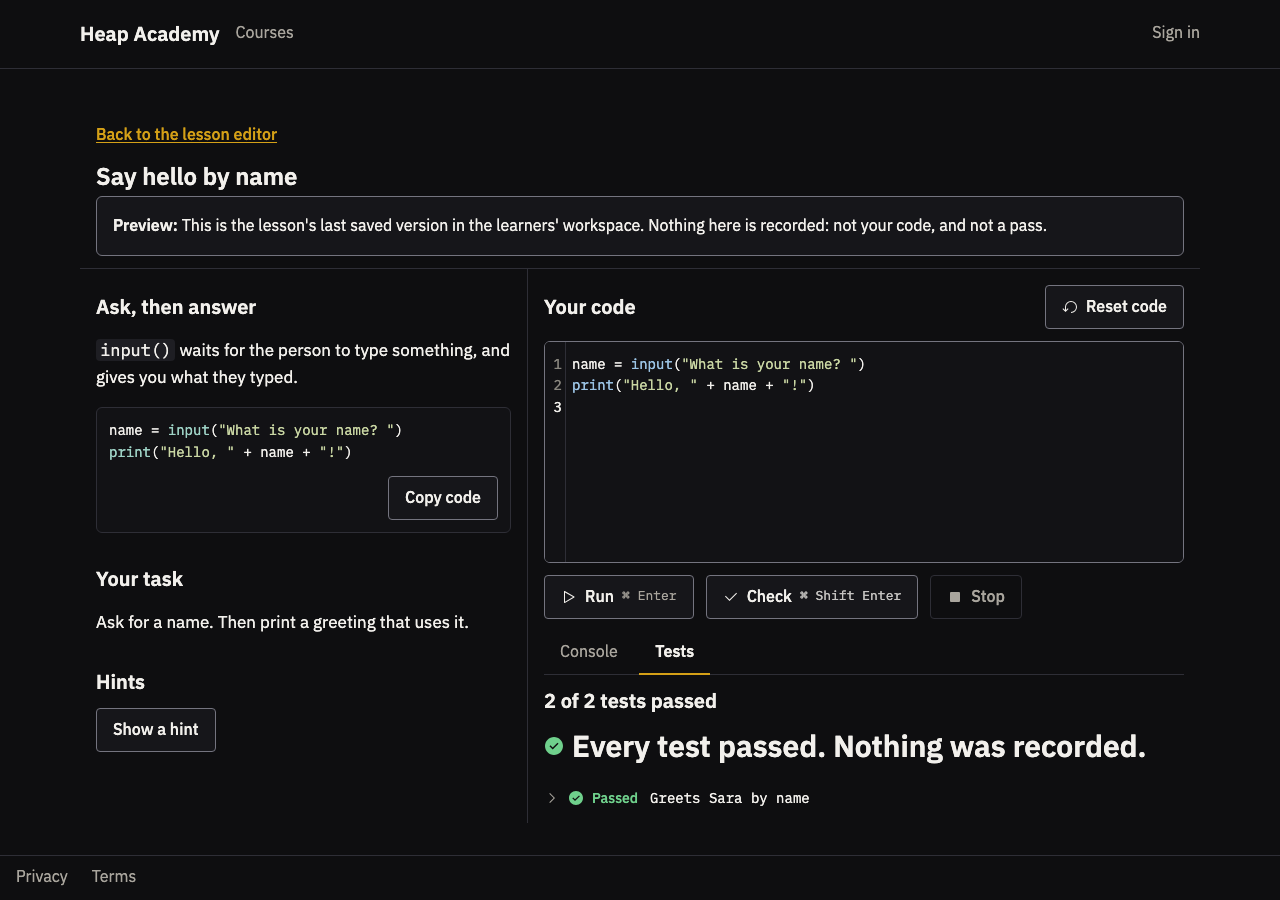 Heap Academy Courses Sign in
Back to the lesson editor
Say hello by name
Preview: This is the lesson's last saved version in the learners' workspace. Nothing here is recorded: not your code, and not a pass.
Ask, then answer
input() waits for the person to type something, and
gives you what they typed.
name = input("What is your name? ")
print("Hello, " + name + "!")
Copy code
Your task
Ask for a name. Then print a greeting that uses it.
Hints
Show a hint
Your code
Reset code
1 name = input("What is your name? ")
2 print("Hello, " + name + "!")
3
Run ⌘ Enter Check ⌘ Shift Enter Stop
Console Tests
2 of 2 tests passed
Every test passed. Nothing was recorded.
Passed Greets Sara by name
Privacy Terms